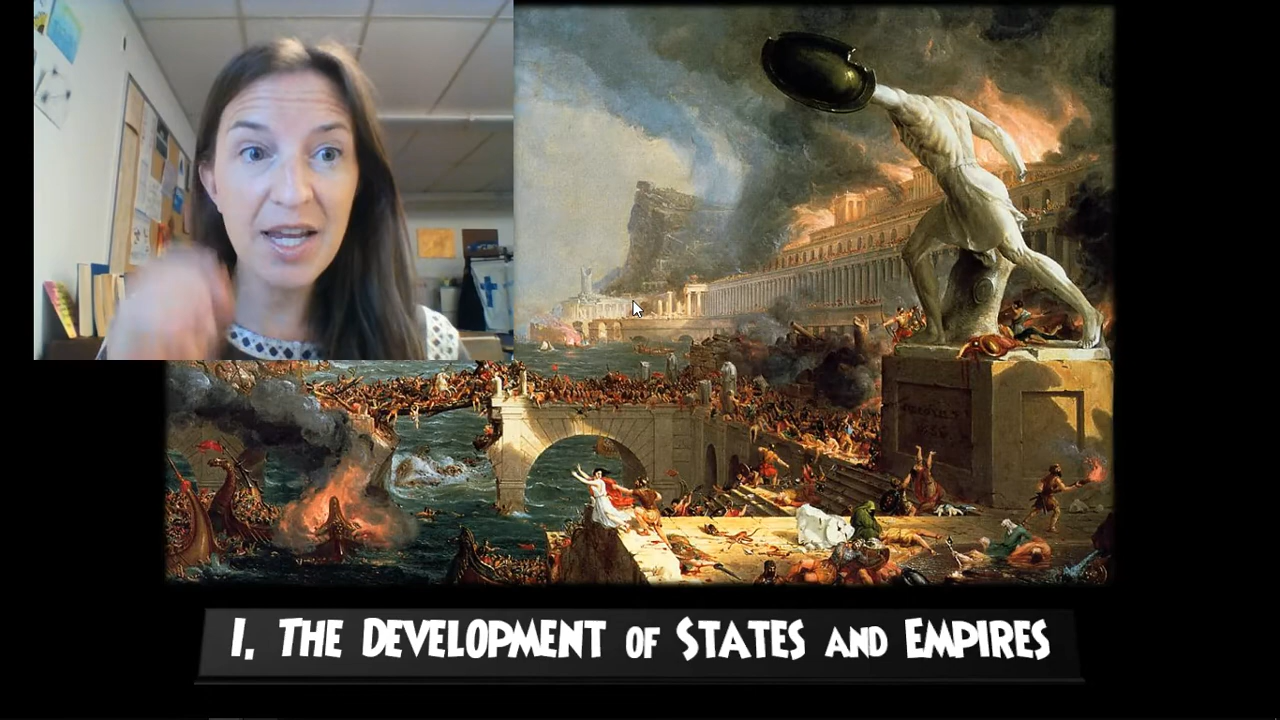 I. The Development of States and Empires